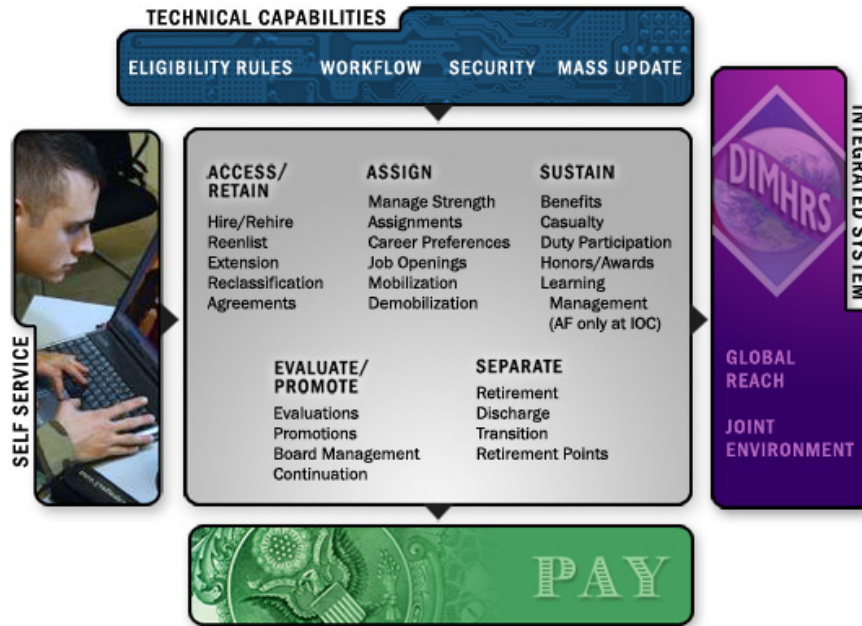 TECHNICAL CAPABILITIES
ELIGIBILITY RULES WORKFLOW SECURITY MASS UPDATE
SELF SERVICE
ACCESS/
RETAIN
Hire/Rehire
Reenlist
Extension
Reclassification
Agreements
ASSIGN
Manage Strength
Assignments
Career Preferences
Job Openings
Mobilization
Demobilization
SUSTAIN
Benefits
Casualty
Duty Participation
Honors/Awards
Learning
Management
(AF only at IOC)
EVALUATE/
PROMOTE
Evaluations
Promotions
Board Management
Continuation
SEPARATE
Retirement
Discharge
Transition
Retirement Points
INTEGRATED SYSTEM
DIMHRS
GLOBAL
REACH
JOINT
ENVIRONMENT
PAY